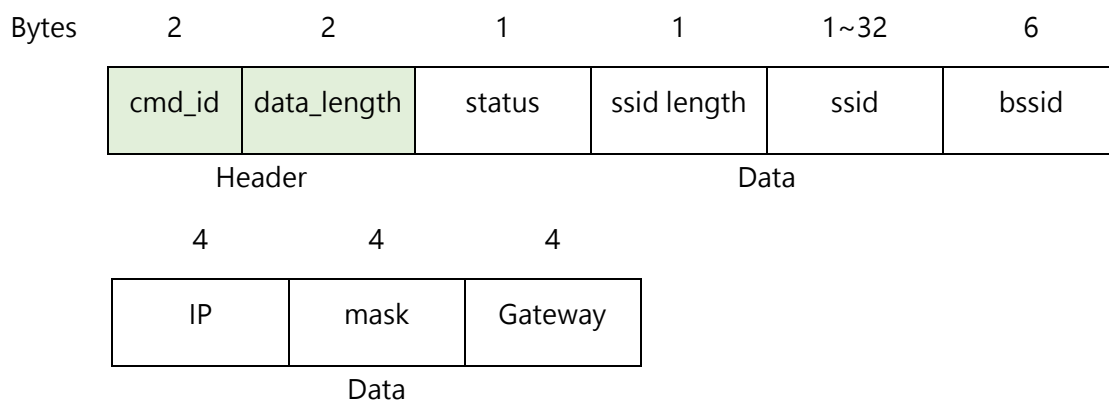 Bytes 2 2 1 1 1~32 6
cmd_id data_length status ssid length ssid bssid
Header Data
4 4 4
IP mask Gateway
Data